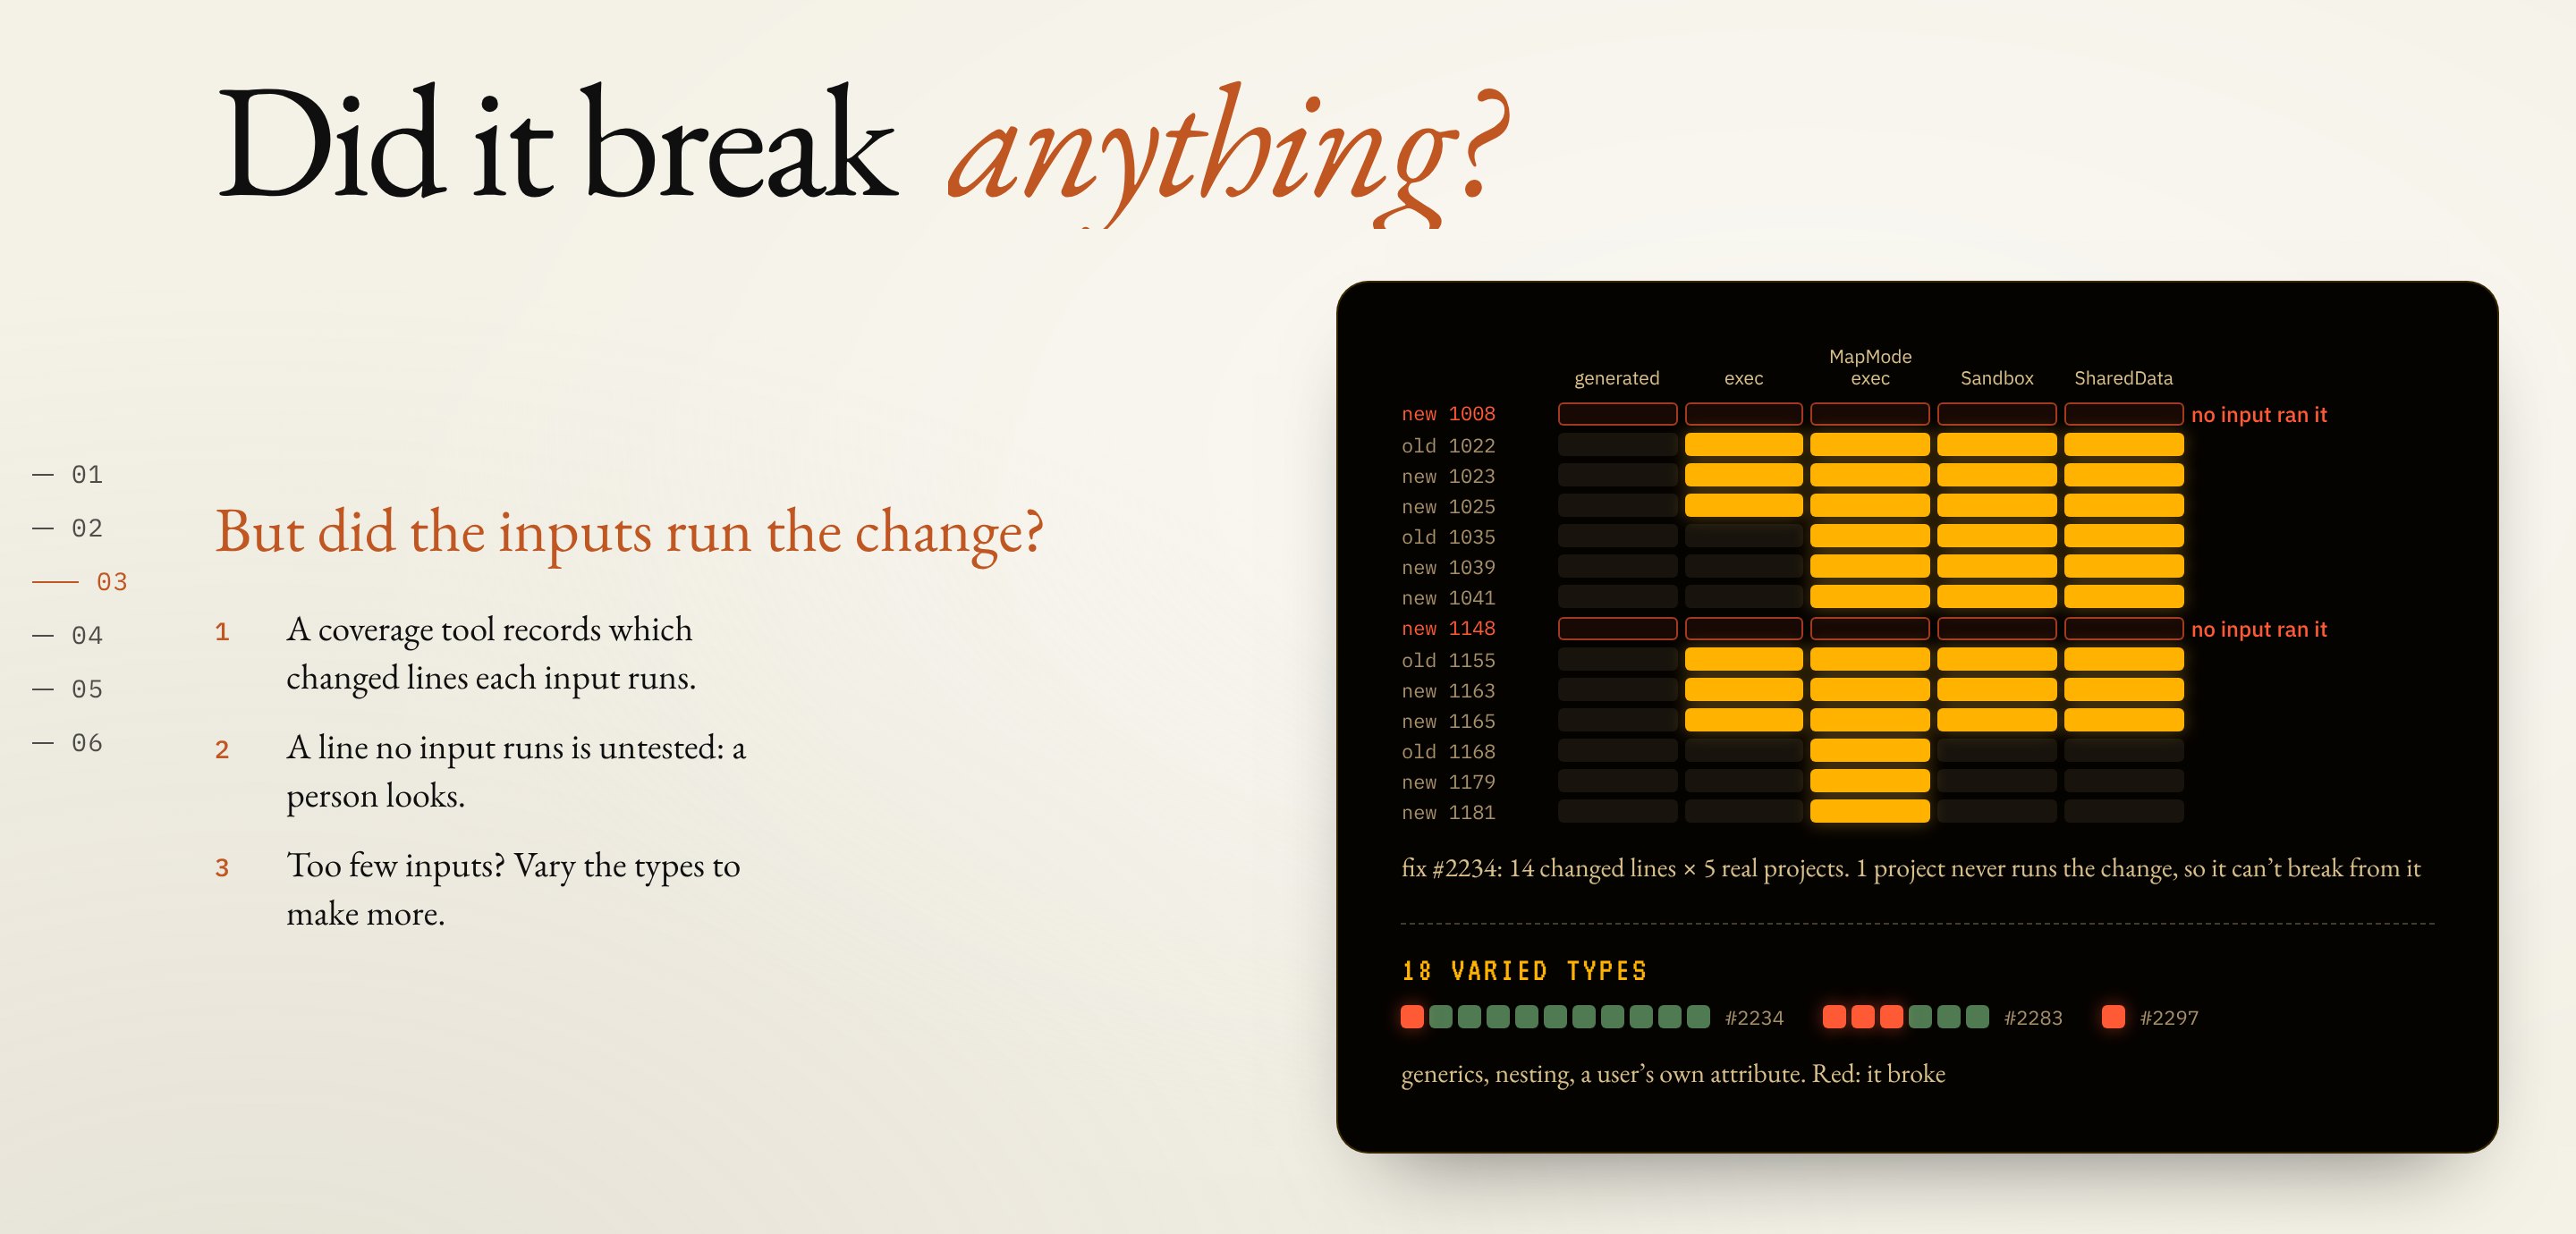 Did it break anything?
01
02
03
04
05
06
But did the inputs run the change?
1 A coverage tool records which
changed lines each input runs.
2 A line no input runs is untested: a
person looks.
3 Too few inputs? Vary the types to
make more.
generated exec MapMode exec Sandbox SharedData
new 1008 no input ran it
old 1022
new 1023
new 1025
old 1035
new 1039
new 1041
new 1148 no input ran it
old 1155
new 1163
new 1165
old 1168
new 1179
new 1181
fix #2234: 14 changed lines × 5 real projects. 1 project never runs the change, so it can’t break from it
18 VARIED TYPES
#2234 #2283 #2297
generics, nesting, a user’s own attribute. Red: it broke